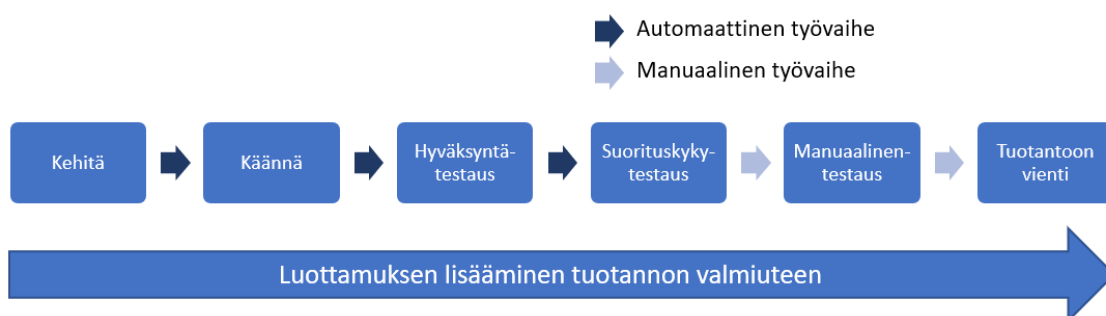 Automaattinen työvaihe
Manuaalinen työvaihe
Kehitä
Käännä
Hyväksyntä-
testaus
Suorituskyky-
testaus
Manuaalinen-
testaus
Tuotantoon
vienti
Luottamuksen lisääminen tuotannon valmiuteen